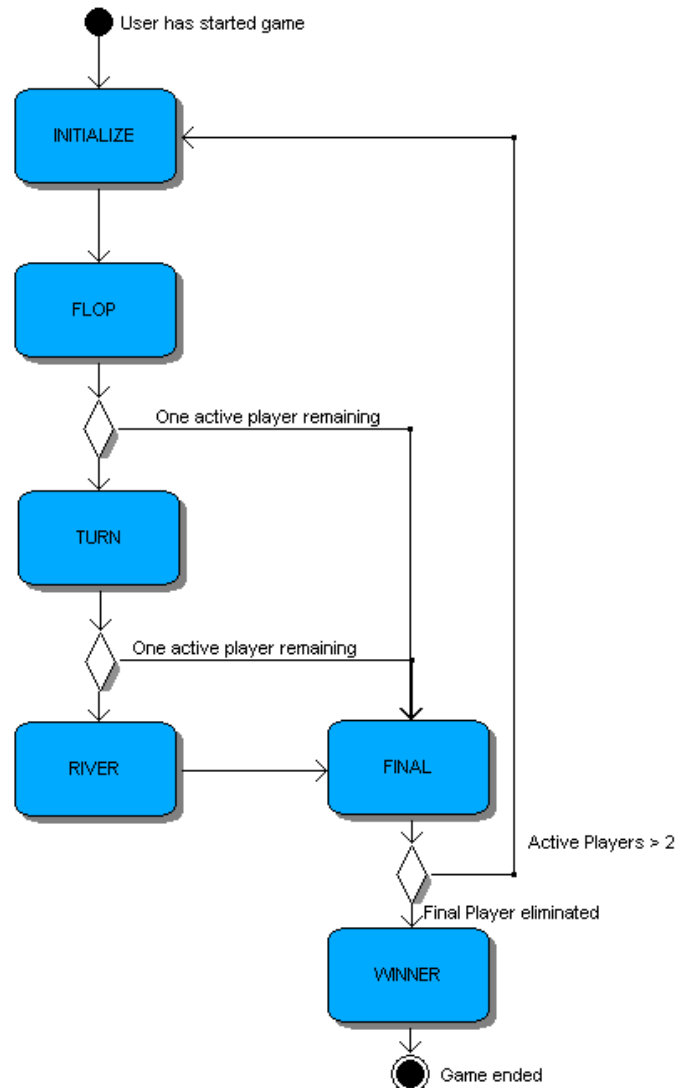 User has started game
INITIALIZE
FLOP
One active player remaining
TURN
One active player remaining
RIVER
FINAL
Active Players > 2
Final Player eliminated
WINNER
Game ended